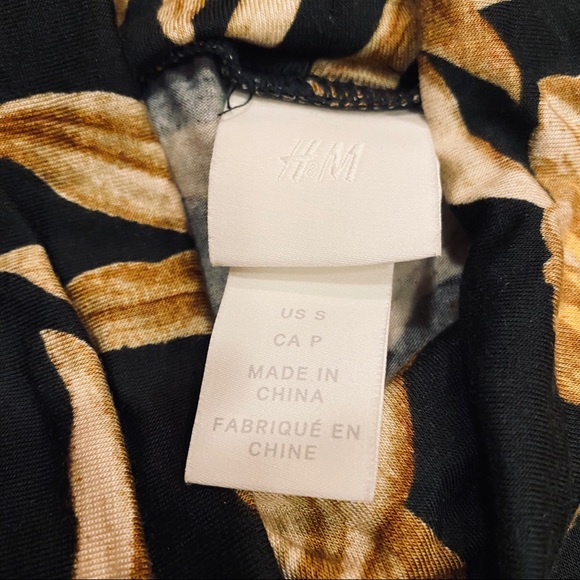 H&M
US S
CA P
MADE IN
CHINA
FABRIQUÉ EN
CHINE